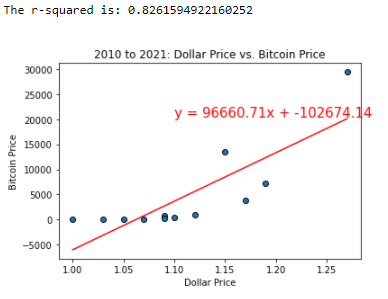 The r-squared is: 0.8261594922160252
2010 to 2021: Dollar Price vs. Bitcoin Price
30000
25000
20000
15000
10000
5000
0
−5000
y = 96660.71x + -102674.14
1.00
1.05
1.10
1.15
1.20
1.25
Bitcoin Price
Dollar Price